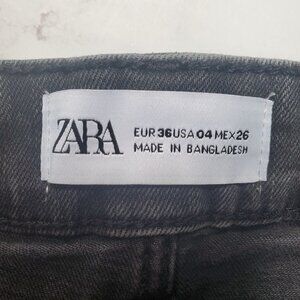 ZARA
EUR 36 USA 04 MEX 26
MADE IN BANGLADESH